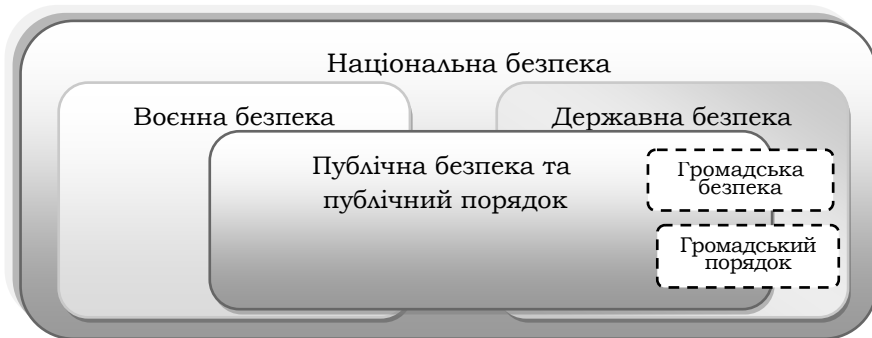 Національна безпека
Воєнна безпека
Державна безпека
Публічна безпека та
публічний порядок
Громадська
безпека
Громадський
порядок